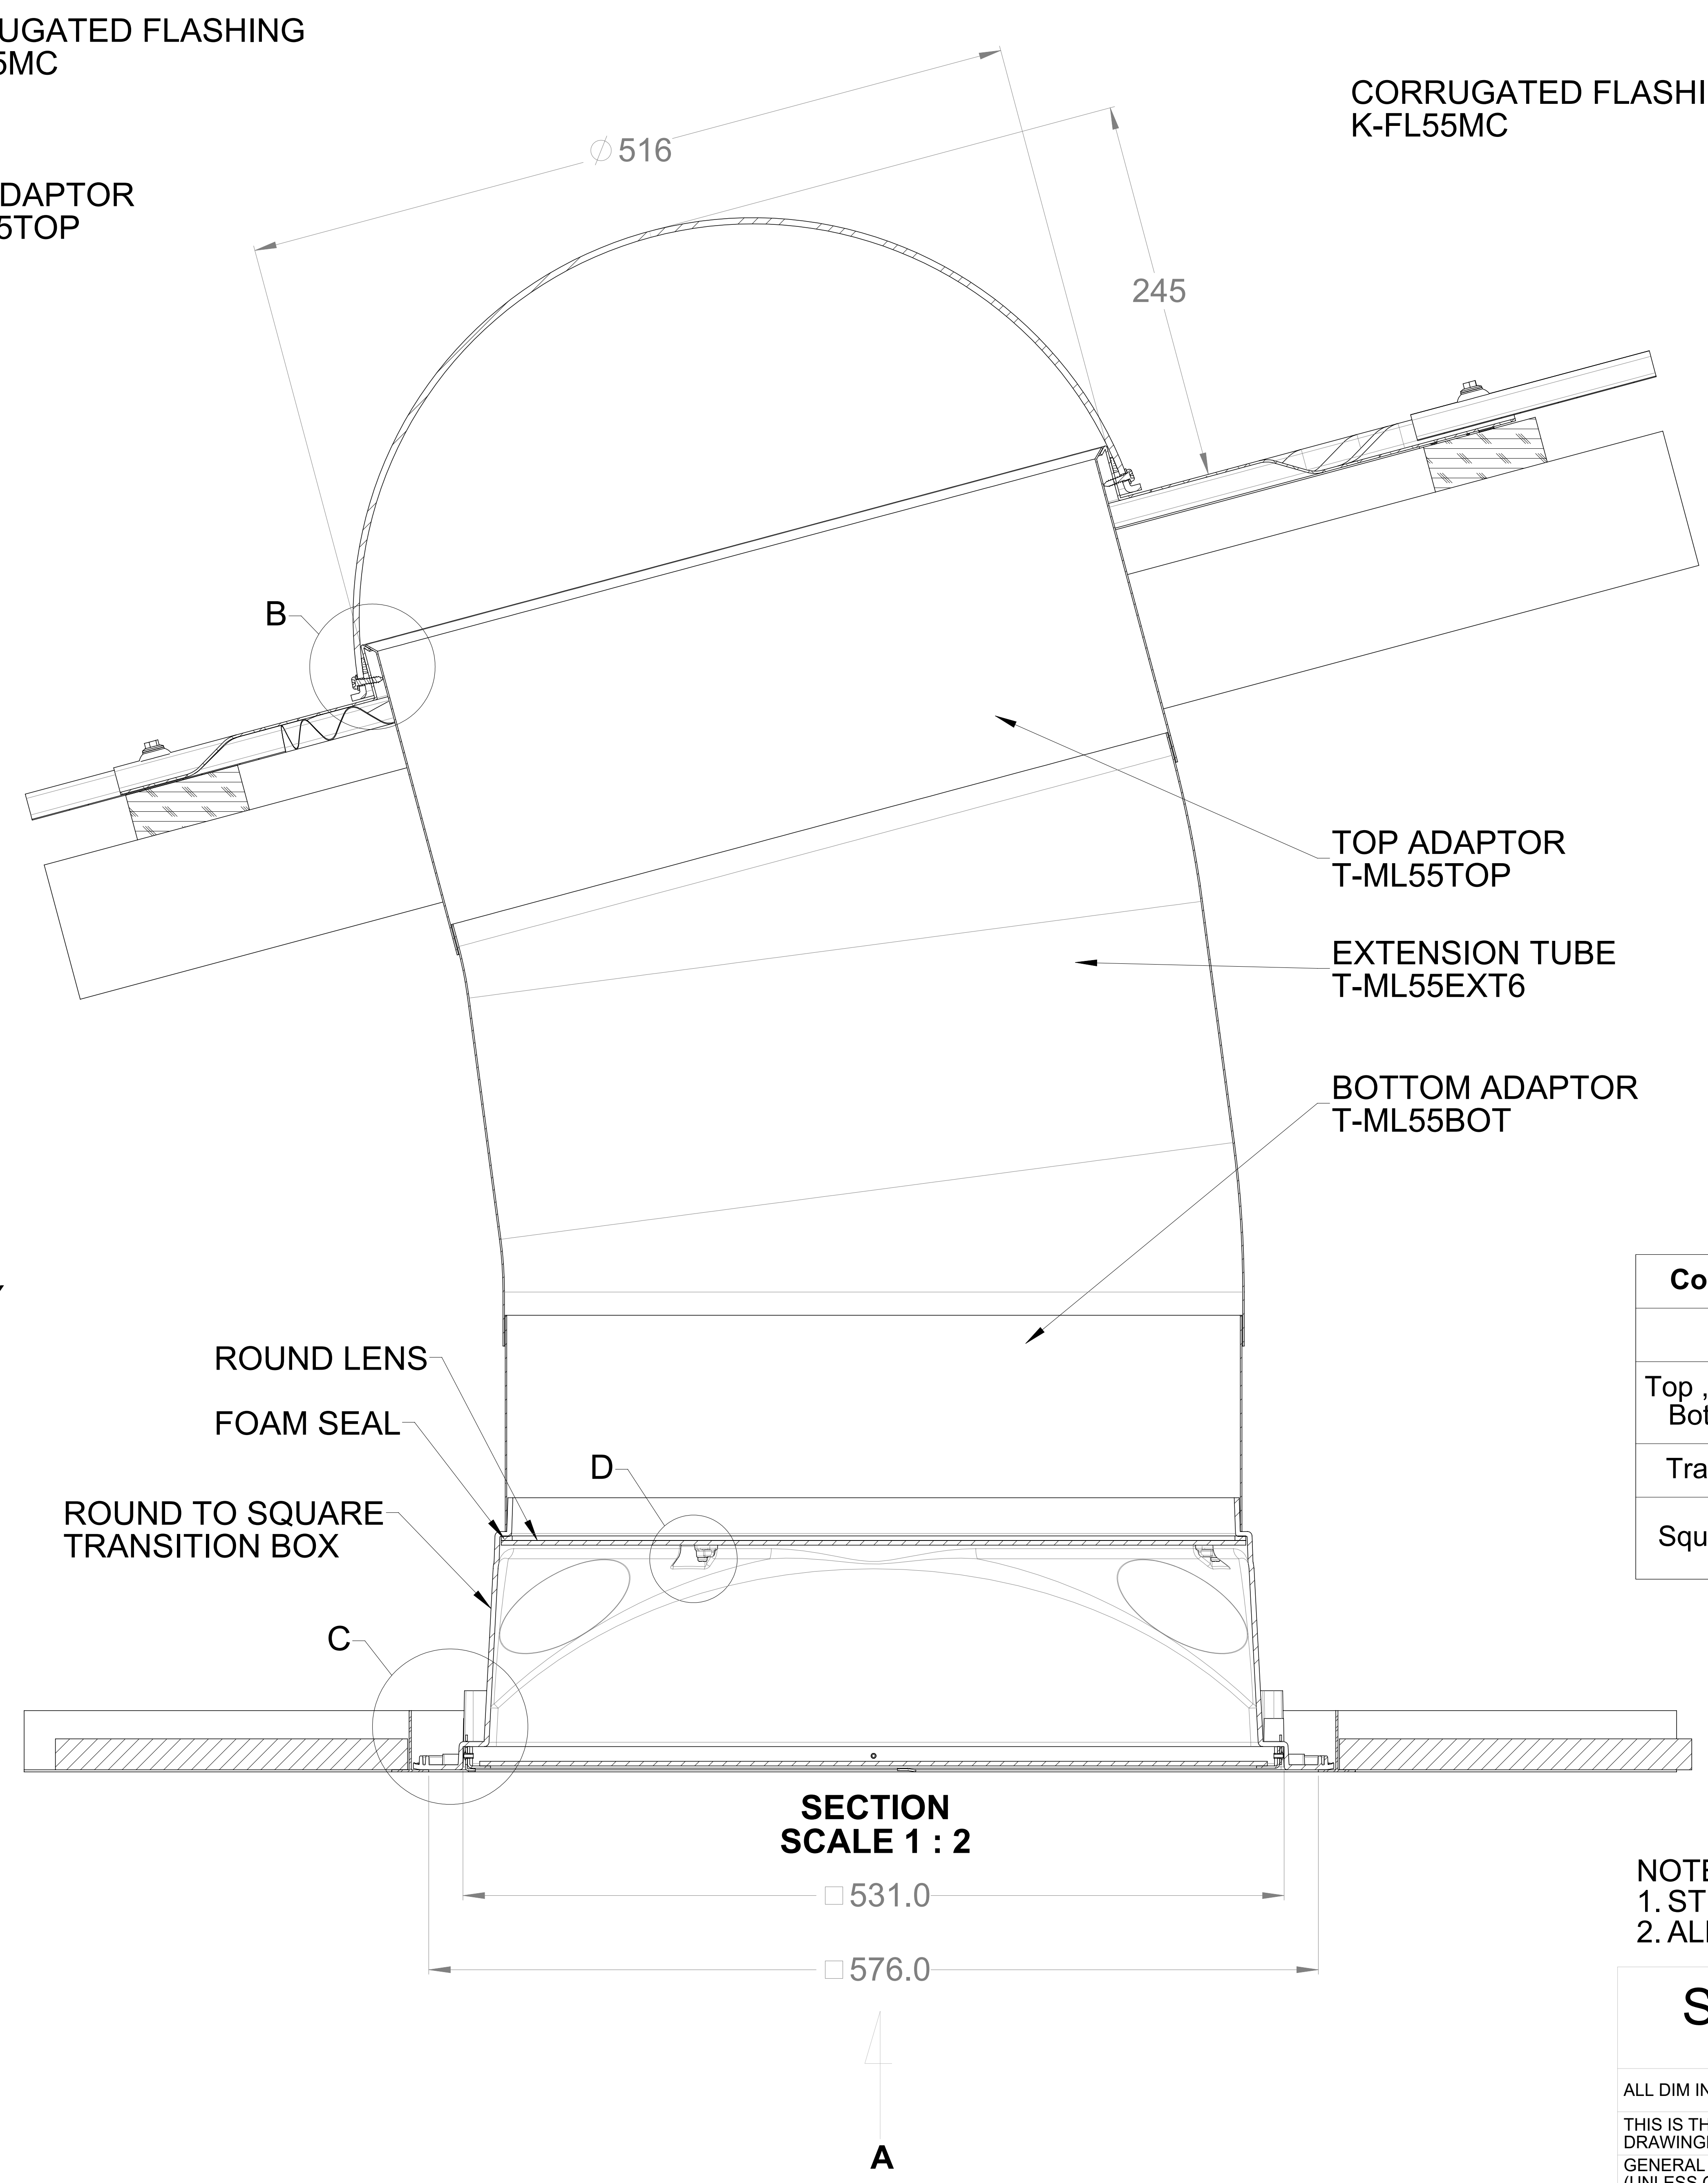 UGATED FLASHING
5MC
CORRUGATED FLASHI
K-FL55MC
DAPTOR
5TOP
⌀ 516
245
B
TOP ADAPTOR
T-ML55TOP
EXTENSION TUBE
T-ML55EXT6
BOTTOM ADAPTOR
T-ML55BOT
Co
ROUND LENS
FOAM SEAL
D
ROUND TO SQUARE
TRANSITION BOX
C
Top ,
Bot
Tra
Squ
SECTION
SCALE 1 : 2
□ 531.0
□ 576.0
A
NOTE
1. ST
2. ALL
S
ALL DIM IN
THIS IS TH
DRAWING
GENERAL
(UNLESS